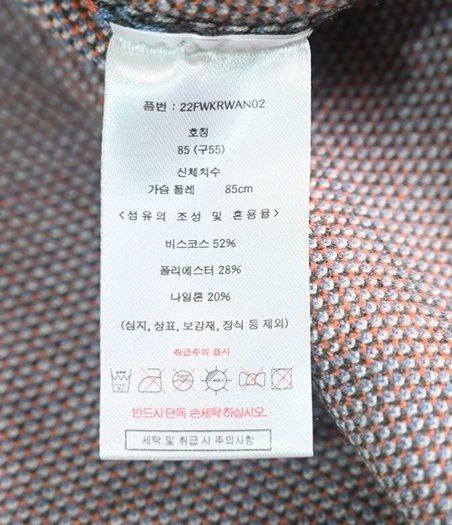 품번 : 22FWKRWAN02
호칭
85 (구55)
신체치수
가슴 둘레 85cm
<섬유의 조성 및 혼용율>
비스코스 52%
폴리에스터 28%
나일론 20%
(심지, 상표, 보강재, 장식 등 제외)
취급주의 표시
반드시 단독 손세탁 하십시오.
세탁 및 취급 시 주의사항